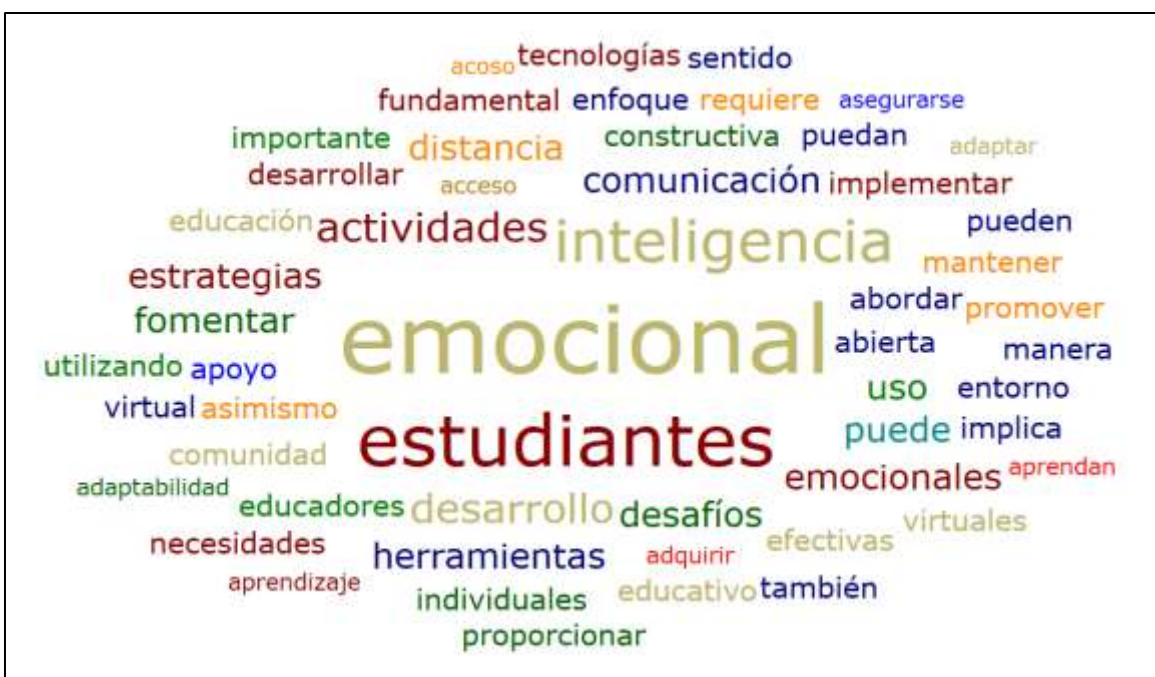 acoso tecnologías sentido
fundamental enfoque requiere asegurarse
importante distancia constructiva puedan adaptar
desarrollar acceso comunicación implementar
educación actividades inteligencia pueden
estrategias mantener
fomentar emocional abordar promover
abierta manera
utilizando apoyo uso entorno
virtual asimismo estudiantes puede implica
comunidad emocionales aprendan
adaptabilidad educadores desarrollo desafíos virtuales
necesidades herramientas adquirir efectivas
aprendizaje individuales educativo también
proporcionar